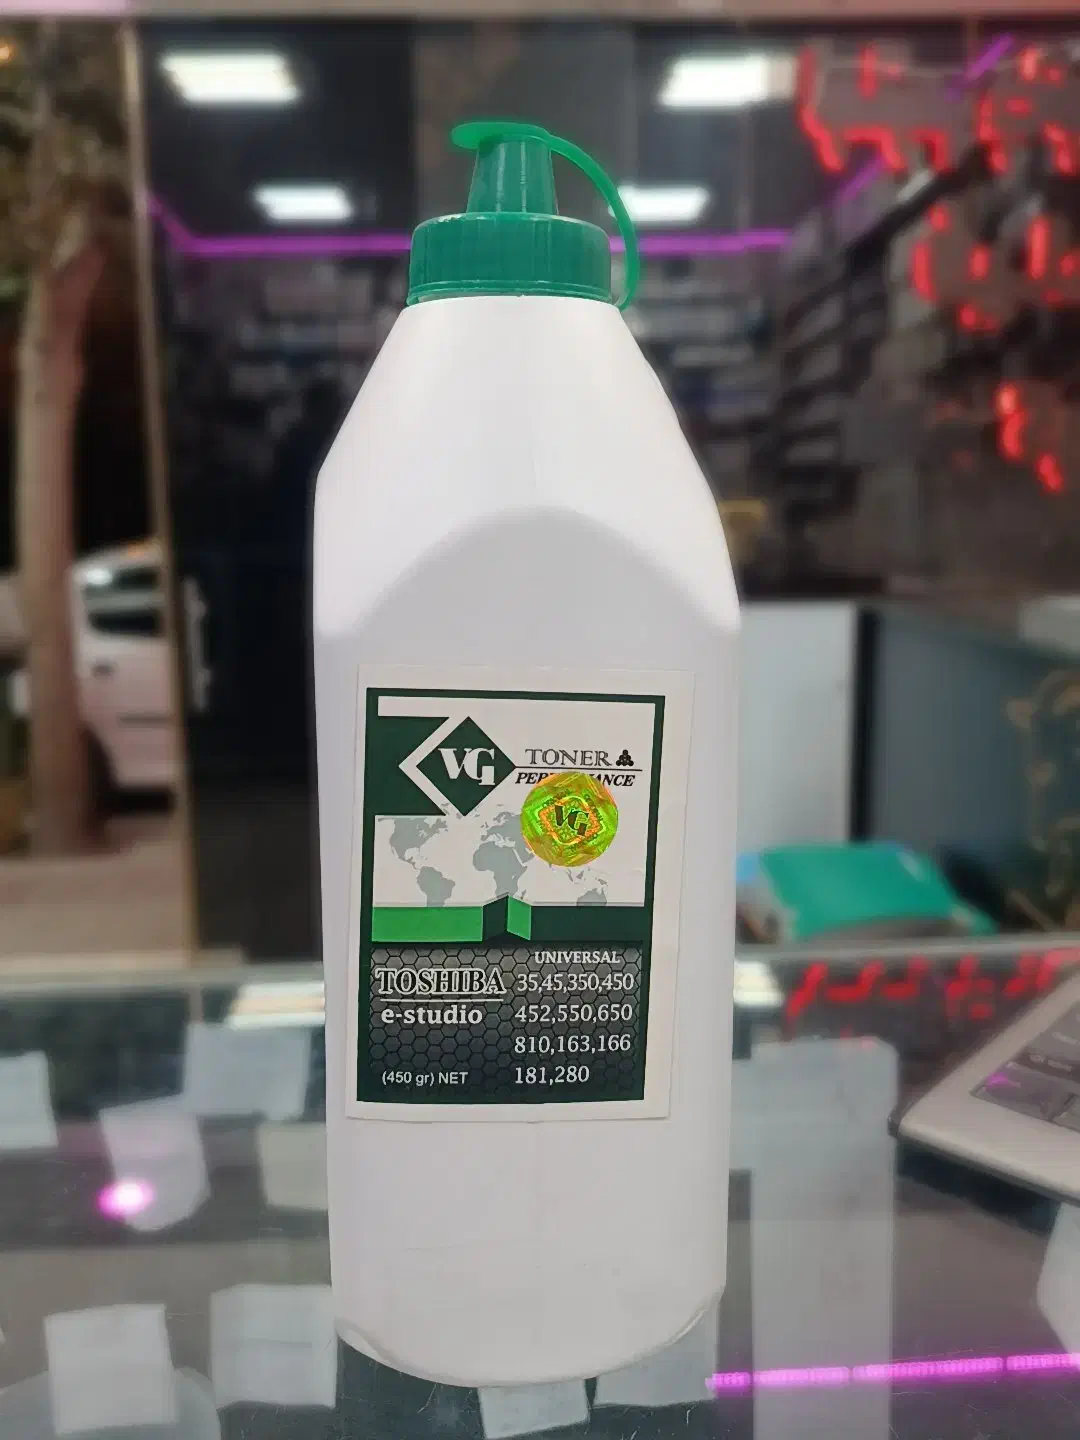 VG
TONER
VG
TOSHIBA
e-studio
(450 gr) NET
UNIVERSAL
35,45,350,450
452,550,650
810,163,166
181,280